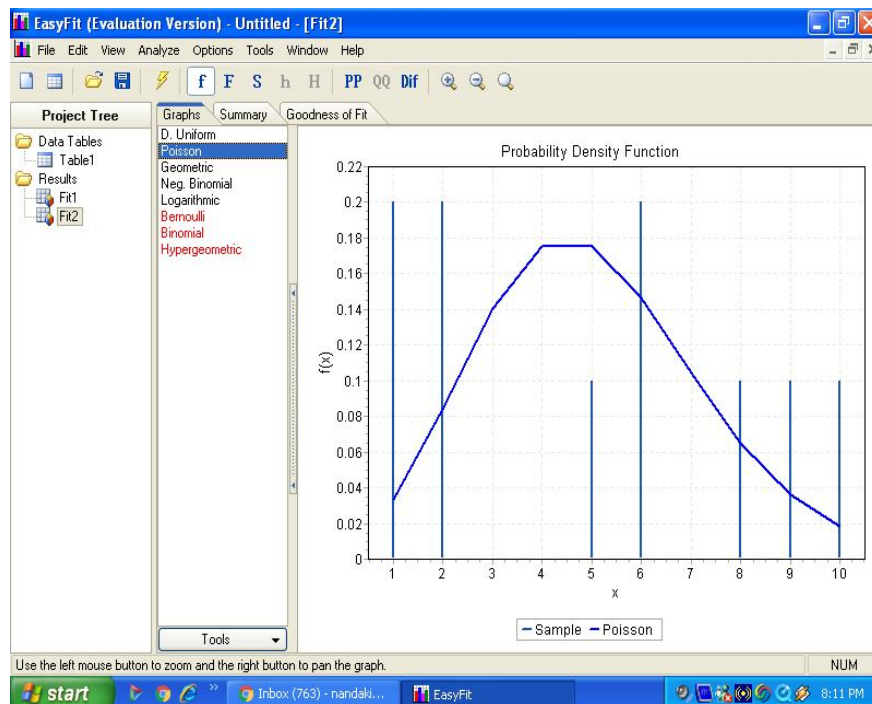 EasyFit (Evaluation Version) - Untitled - [Fit2]
File Edit View Analyze Options Tools Window Help
f F S h H PP QQ Dif
Project Tree
Data Tables
Table1
Results
Fit1
Fit2
Graphs Summary Goodness of Fit
D. Uniform
Poisson
Geometric
Neg. Binomial
Logarithmic
Bernoulli
Binomial
Hypergeometric
Tools
Probability Density Function
0.22
0.2
0.18
0.16
0.14
0.12
0.1
0.08
0.06
0.04
0.02
0
f(x)
1 2 3 4 5 6 7 8 9 10
x
Sample Poisson
Use the left mouse button to zoom and the right button to pan the graph. NUM
start Inbox (763) - nandaki... EasyFit 8:11 PM